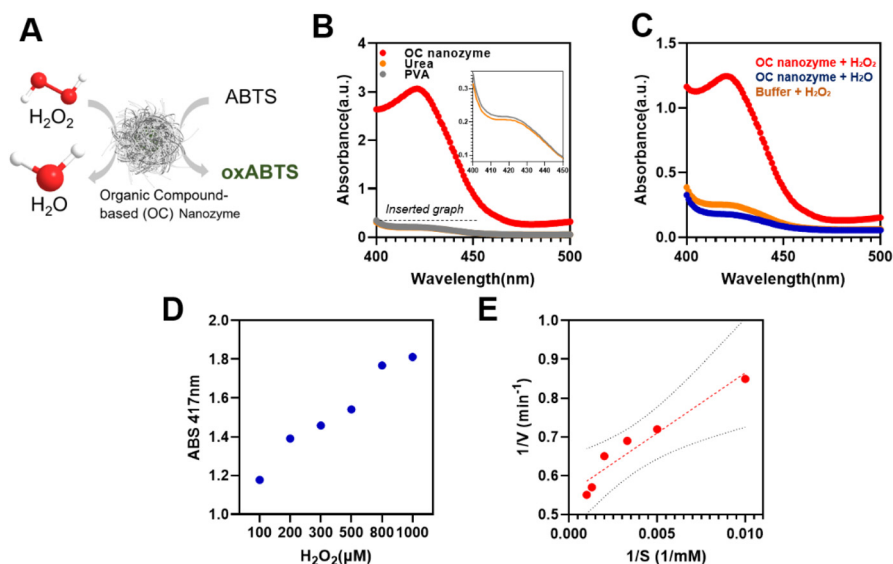 A
H₂O₂
ABTS
H₂O
oxABTS
Organic Compound-
based (OC) Nanozyme
B
Absorbance(a.u.)
4
3
2
1
0
OC nanozyme
Urea
PVA
0.3
0.2
0.1
400 410 420 430 440 450
Inserted graph
400 450 500
Wavelength(nm)
C
Absorbance(a.u.)
1.5
1.0
0.5
0.0
OC nanozyme + H₂O₂
OC nanozyme + H₂O
Buffer + H₂O₂
400 450 500
Wavelength(nm)
D
ABS 417nm
2.0
1.8
1.6
1.4
1.2
1.0
100 200 300 500 800 1000
H₂O₂(μM)
E
1/V (min⁻¹)
1.0
0.9
0.8
0.7
0.6
0.5
0.000 0.005 0.010
1/S (1/mM)